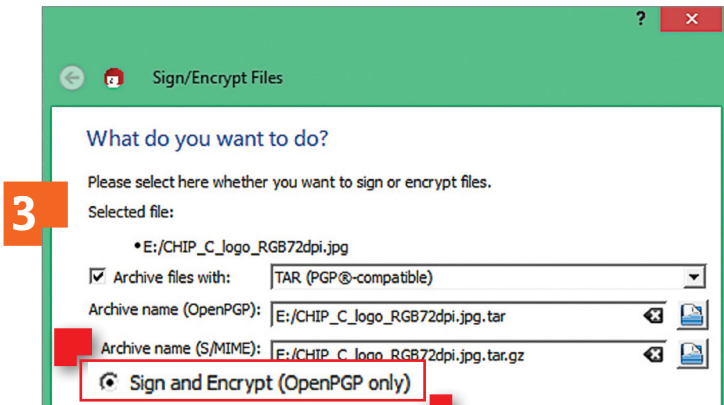 ?
Sign/Encrypt Files
What do you want to do?
Please select here whether you want to sign or encrypt files.
3
Selected file:
•E:/CHIP_C_logo_RGB72dpi.jpg
Archive files with: TAR (PGP®-compatible)
Archive name (OpenPGP): E:/CHIP_C_logo_RGB72dpi.jpg.tar
Archive name (S/MIME): E:/CHIP_C_logo_RGB72dpi.jpg.tar.gz
Sign and Encrypt (OpenPGP only)